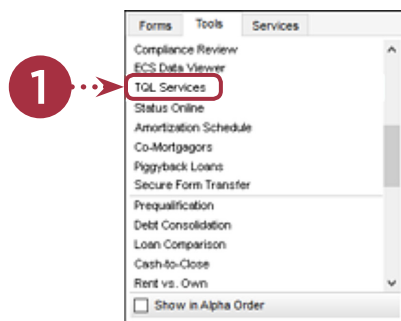 Forms Tools Services
Compliance Review
ECS Data Viewer
1 TQL Services
Status Online
Amortization Schedule
Co-Mortgagors
Piggyback Loans
Secure Form Transfer
Prequalification
Debt Consolidation
Loan Comparison
Cash-to-Close
Rent vs. Own
Show in Alpha Order